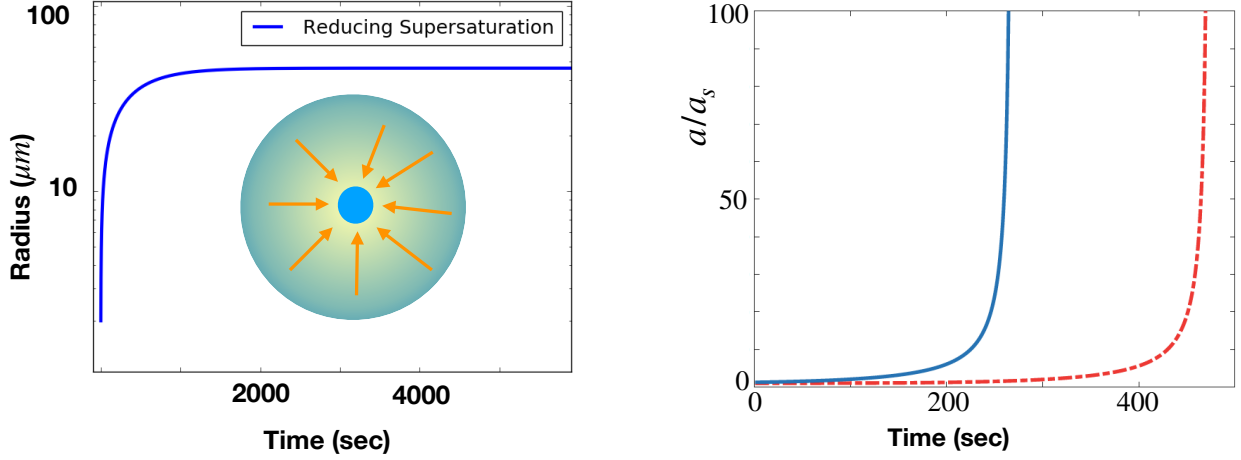 100
Reducing Supersaturation
10
Radius (μm)
2000
4000
Time (sec)
100
a/a_s
50
0
0
200
400
Time (sec)